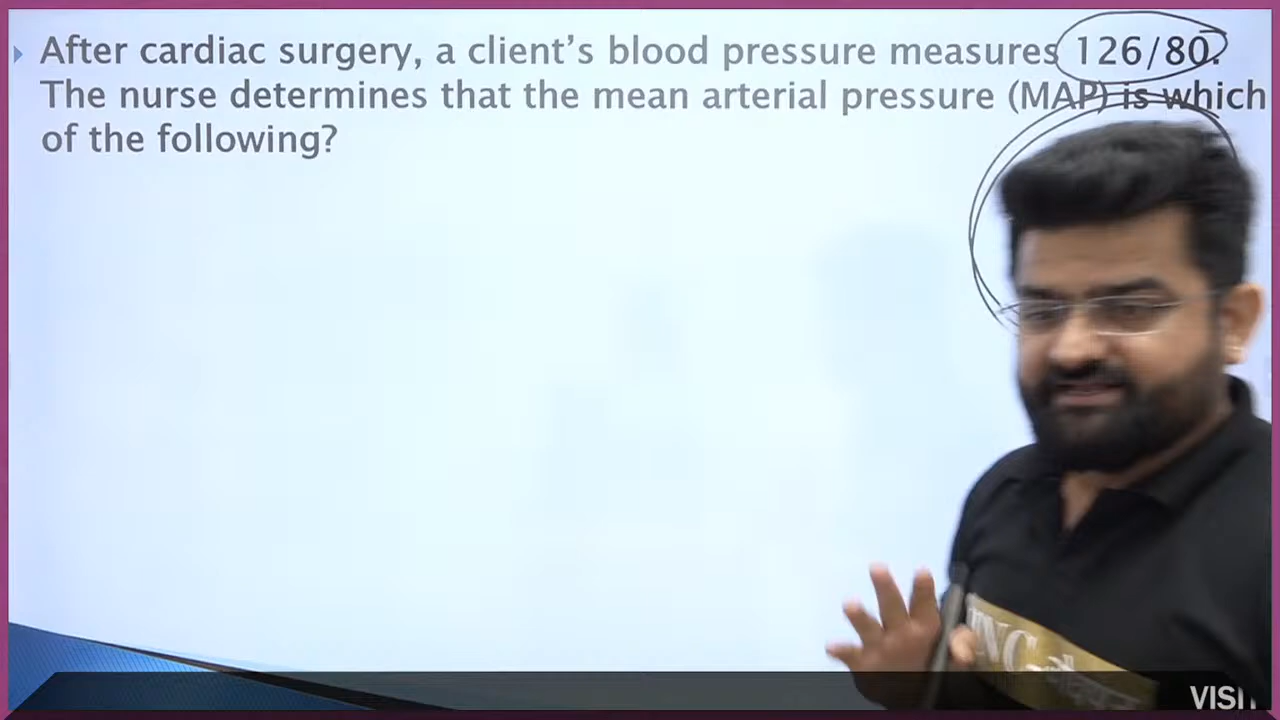 After cardiac surgery, a client's blood pressure measures 126/80.
The nurse determines that the mean arterial pressure (MAP) is which
of the following?
VISIT